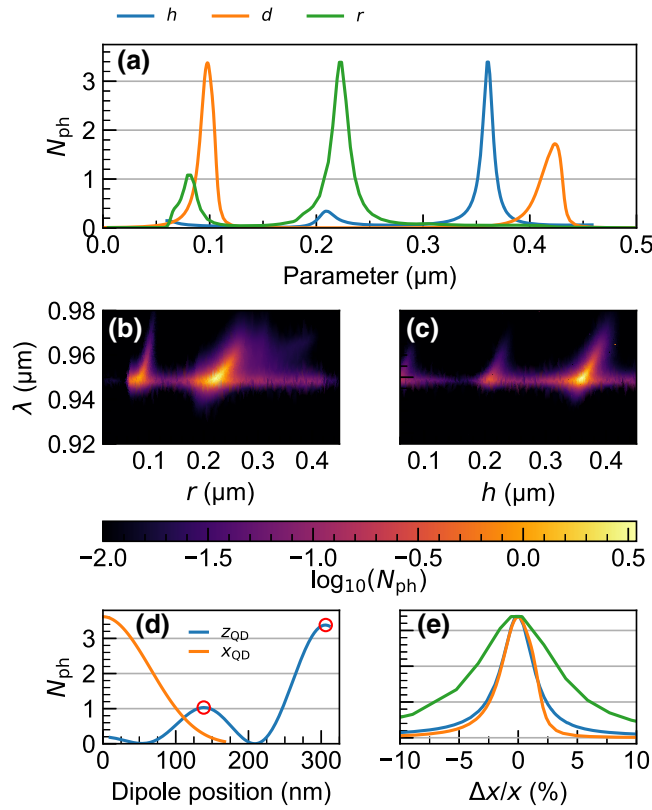 h d r
(a)
N_ph
3
2
1
0
0.0 0.1 0.2 0.3 0.4 0.5
Parameter (μm)
(b) (c)
λ (μm)
0.98
0.96
0.94
0.92
0.1 0.2 0.3 0.4 0.1 0.2 0.3 0.4
r (μm) h (μm)
−2.0 −1.5 −1.0 −0.5 0.0 0.5
log₁₀(N_ph)
(d) (e)
z_QD
x_QD
N_ph
3
2
1
0
0 100 200 300 −10 −5 0 5 10
Dipole position (nm) Δx/x (%)